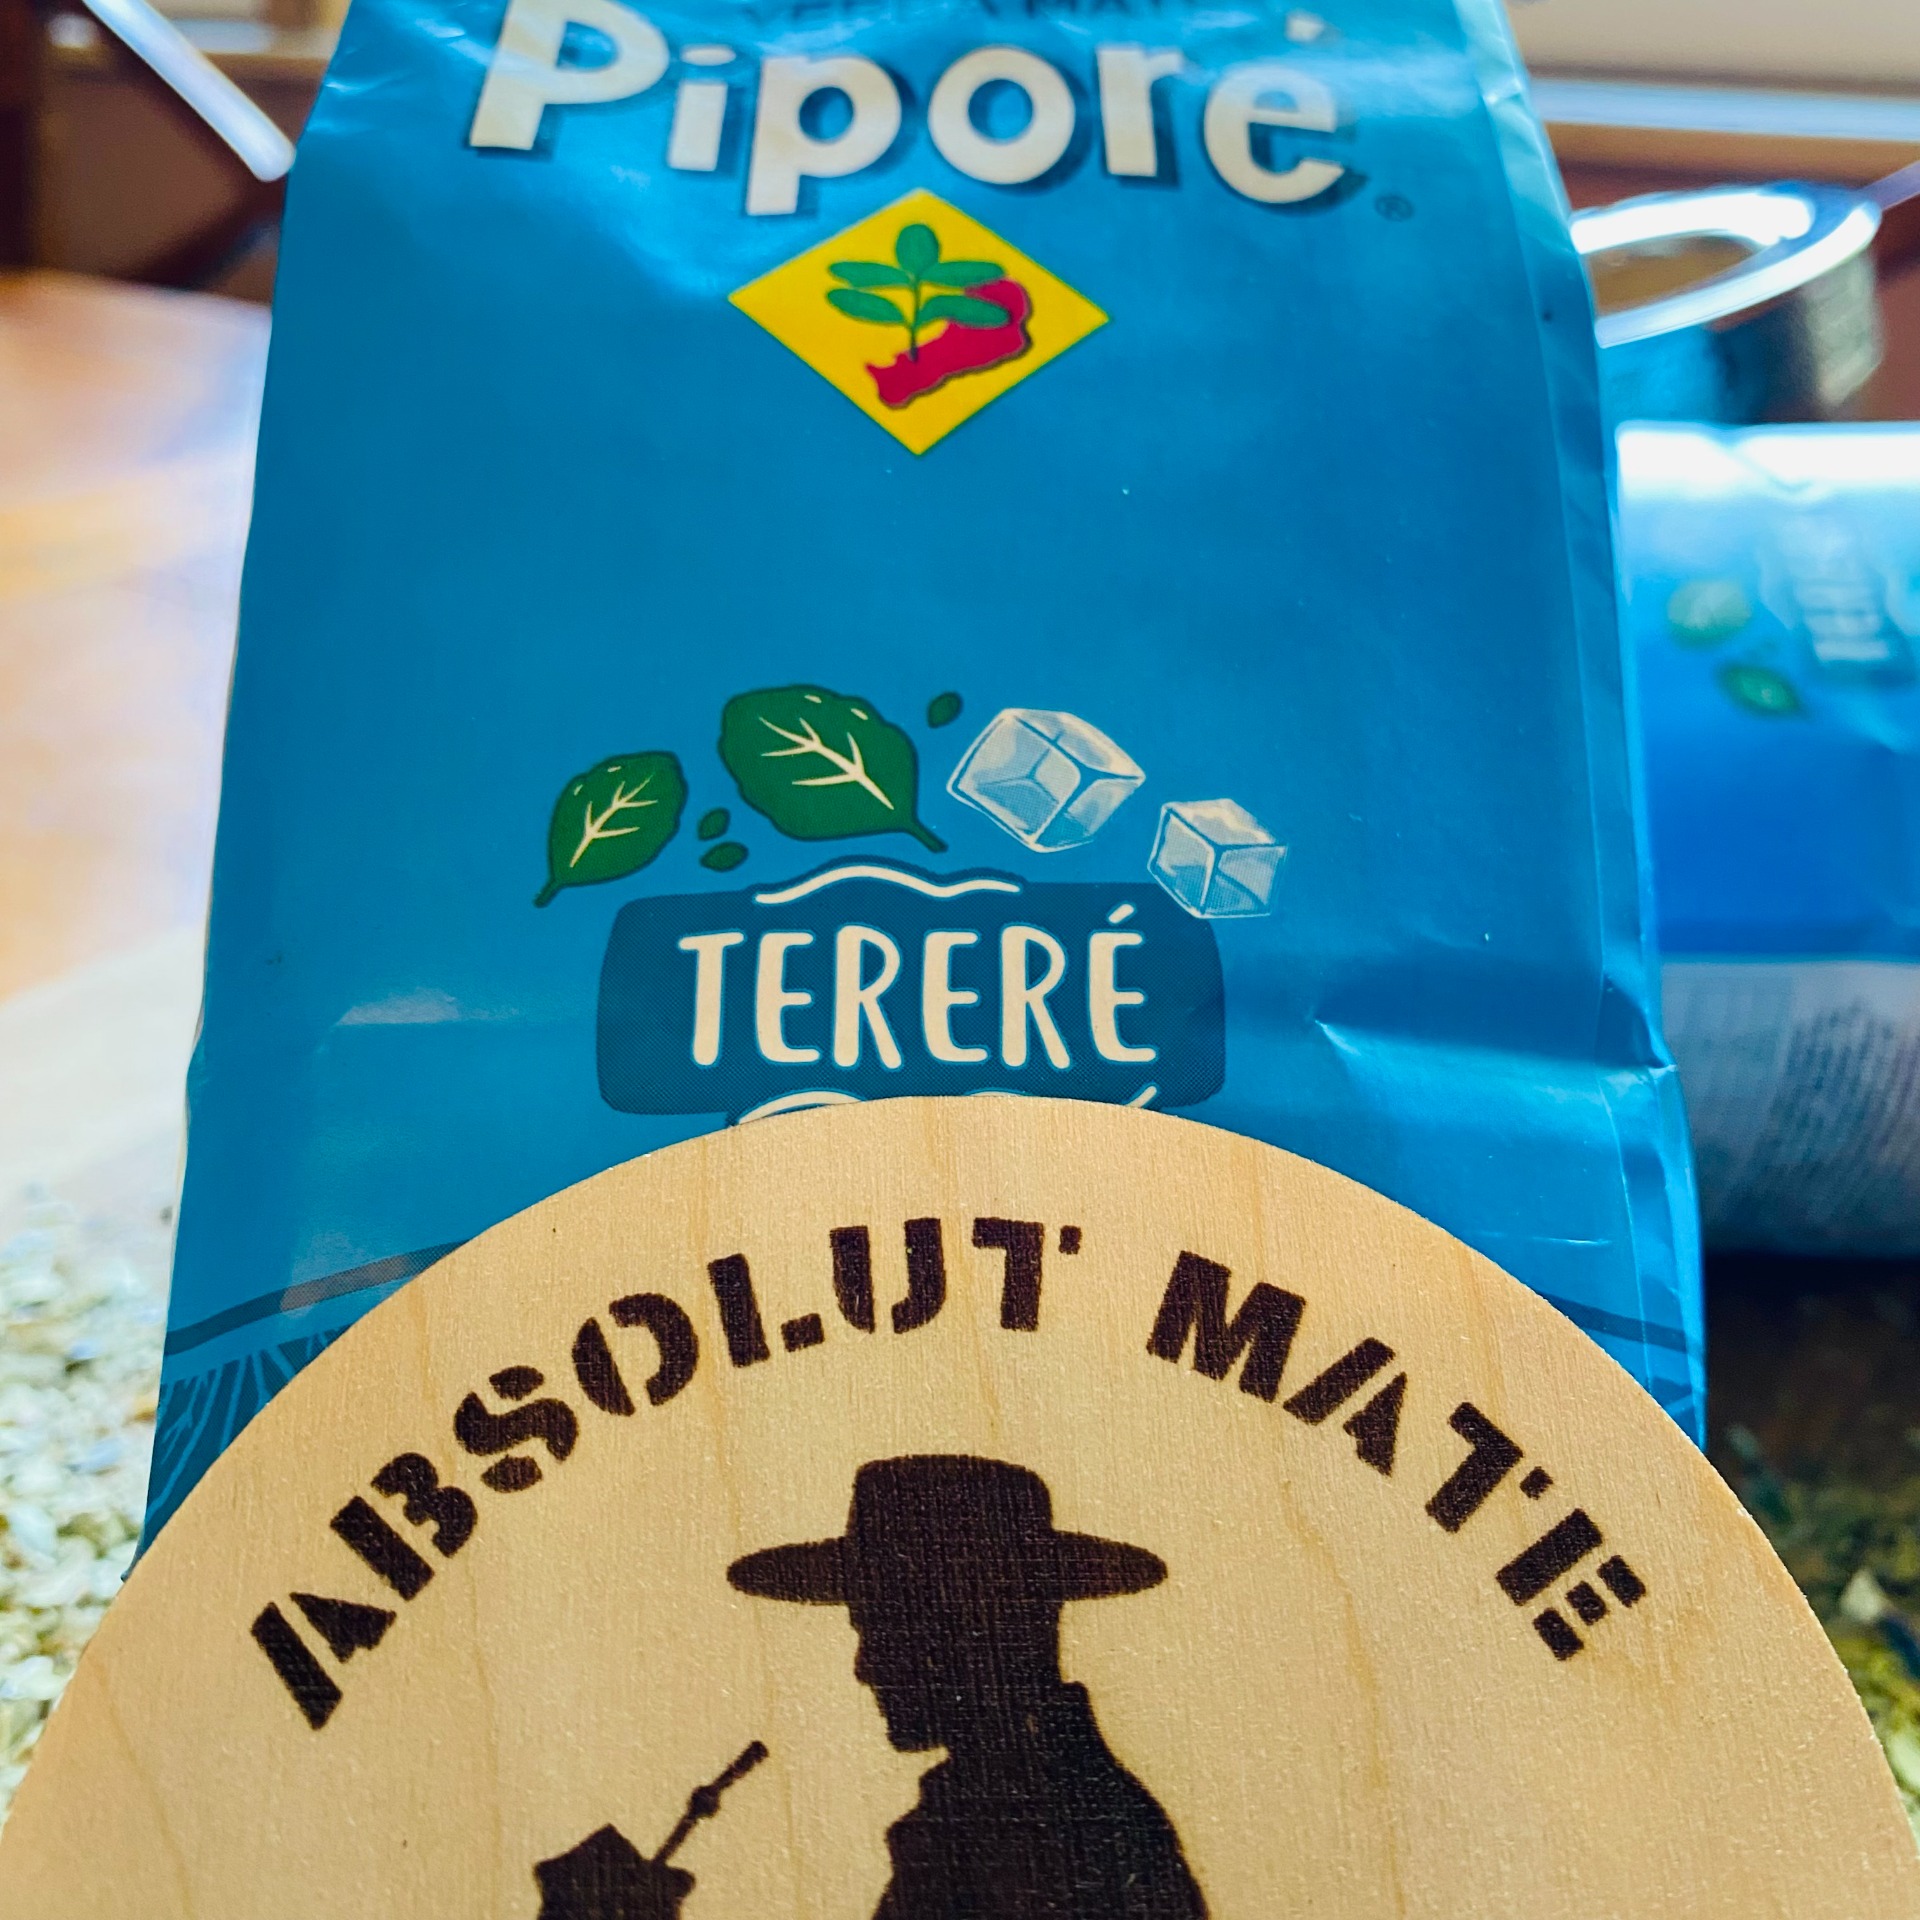 Piporé
®
TERERÉ
ABSOLUT MATE